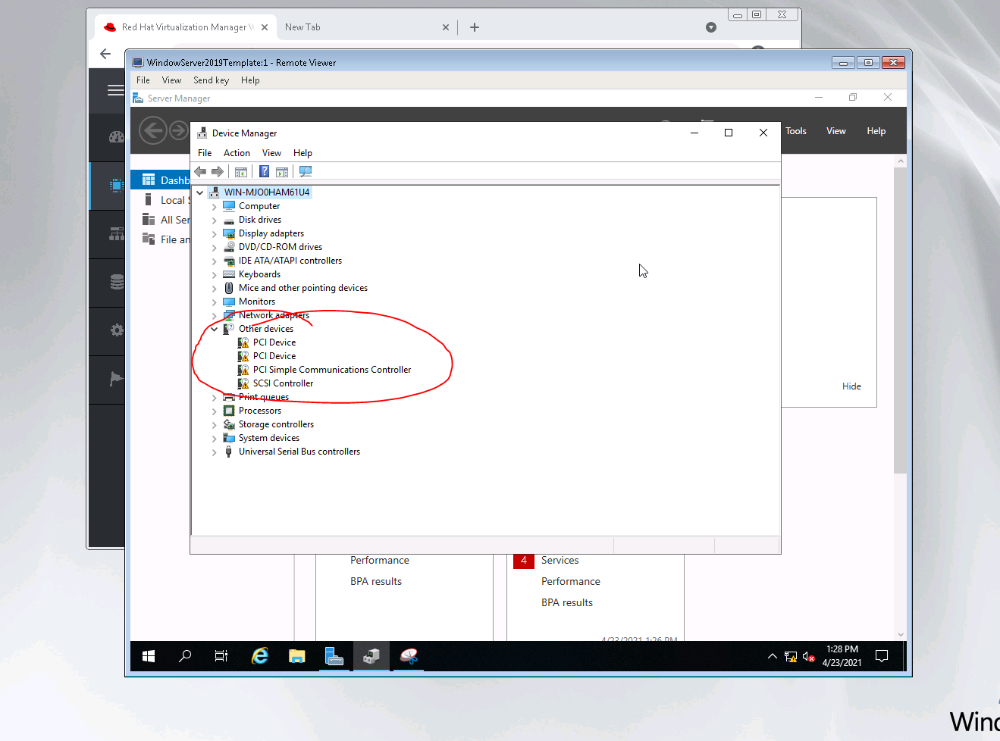 Red Hat Virtualization Manager
New Tab
WindowServer2019Template:1 - Remote Viewer
File View Send key Help
Server Manager
Tools View Help
Device Manager
File Action View Help
Dashb
Local S
All Ser
File an
WIN-MJO0HAM61U4
Computer
Disk drives
Display adapters
DVD/CD-ROM drives
IDE ATA/ATAPI controllers
Keyboards
Mice and other pointing devices
Monitors
Network adapters
Other devices
PCI Device
PCI Device
PCI Simple Communications Controller
SCSI Controller
Print queues
Processors
Storage controllers
System devices
Universal Serial Bus controllers
Hide
Performance
BPA results
4 Services
Performance
BPA results
4/23/2021 1:26 PM
1:28 PM
4/23/2021
Wind